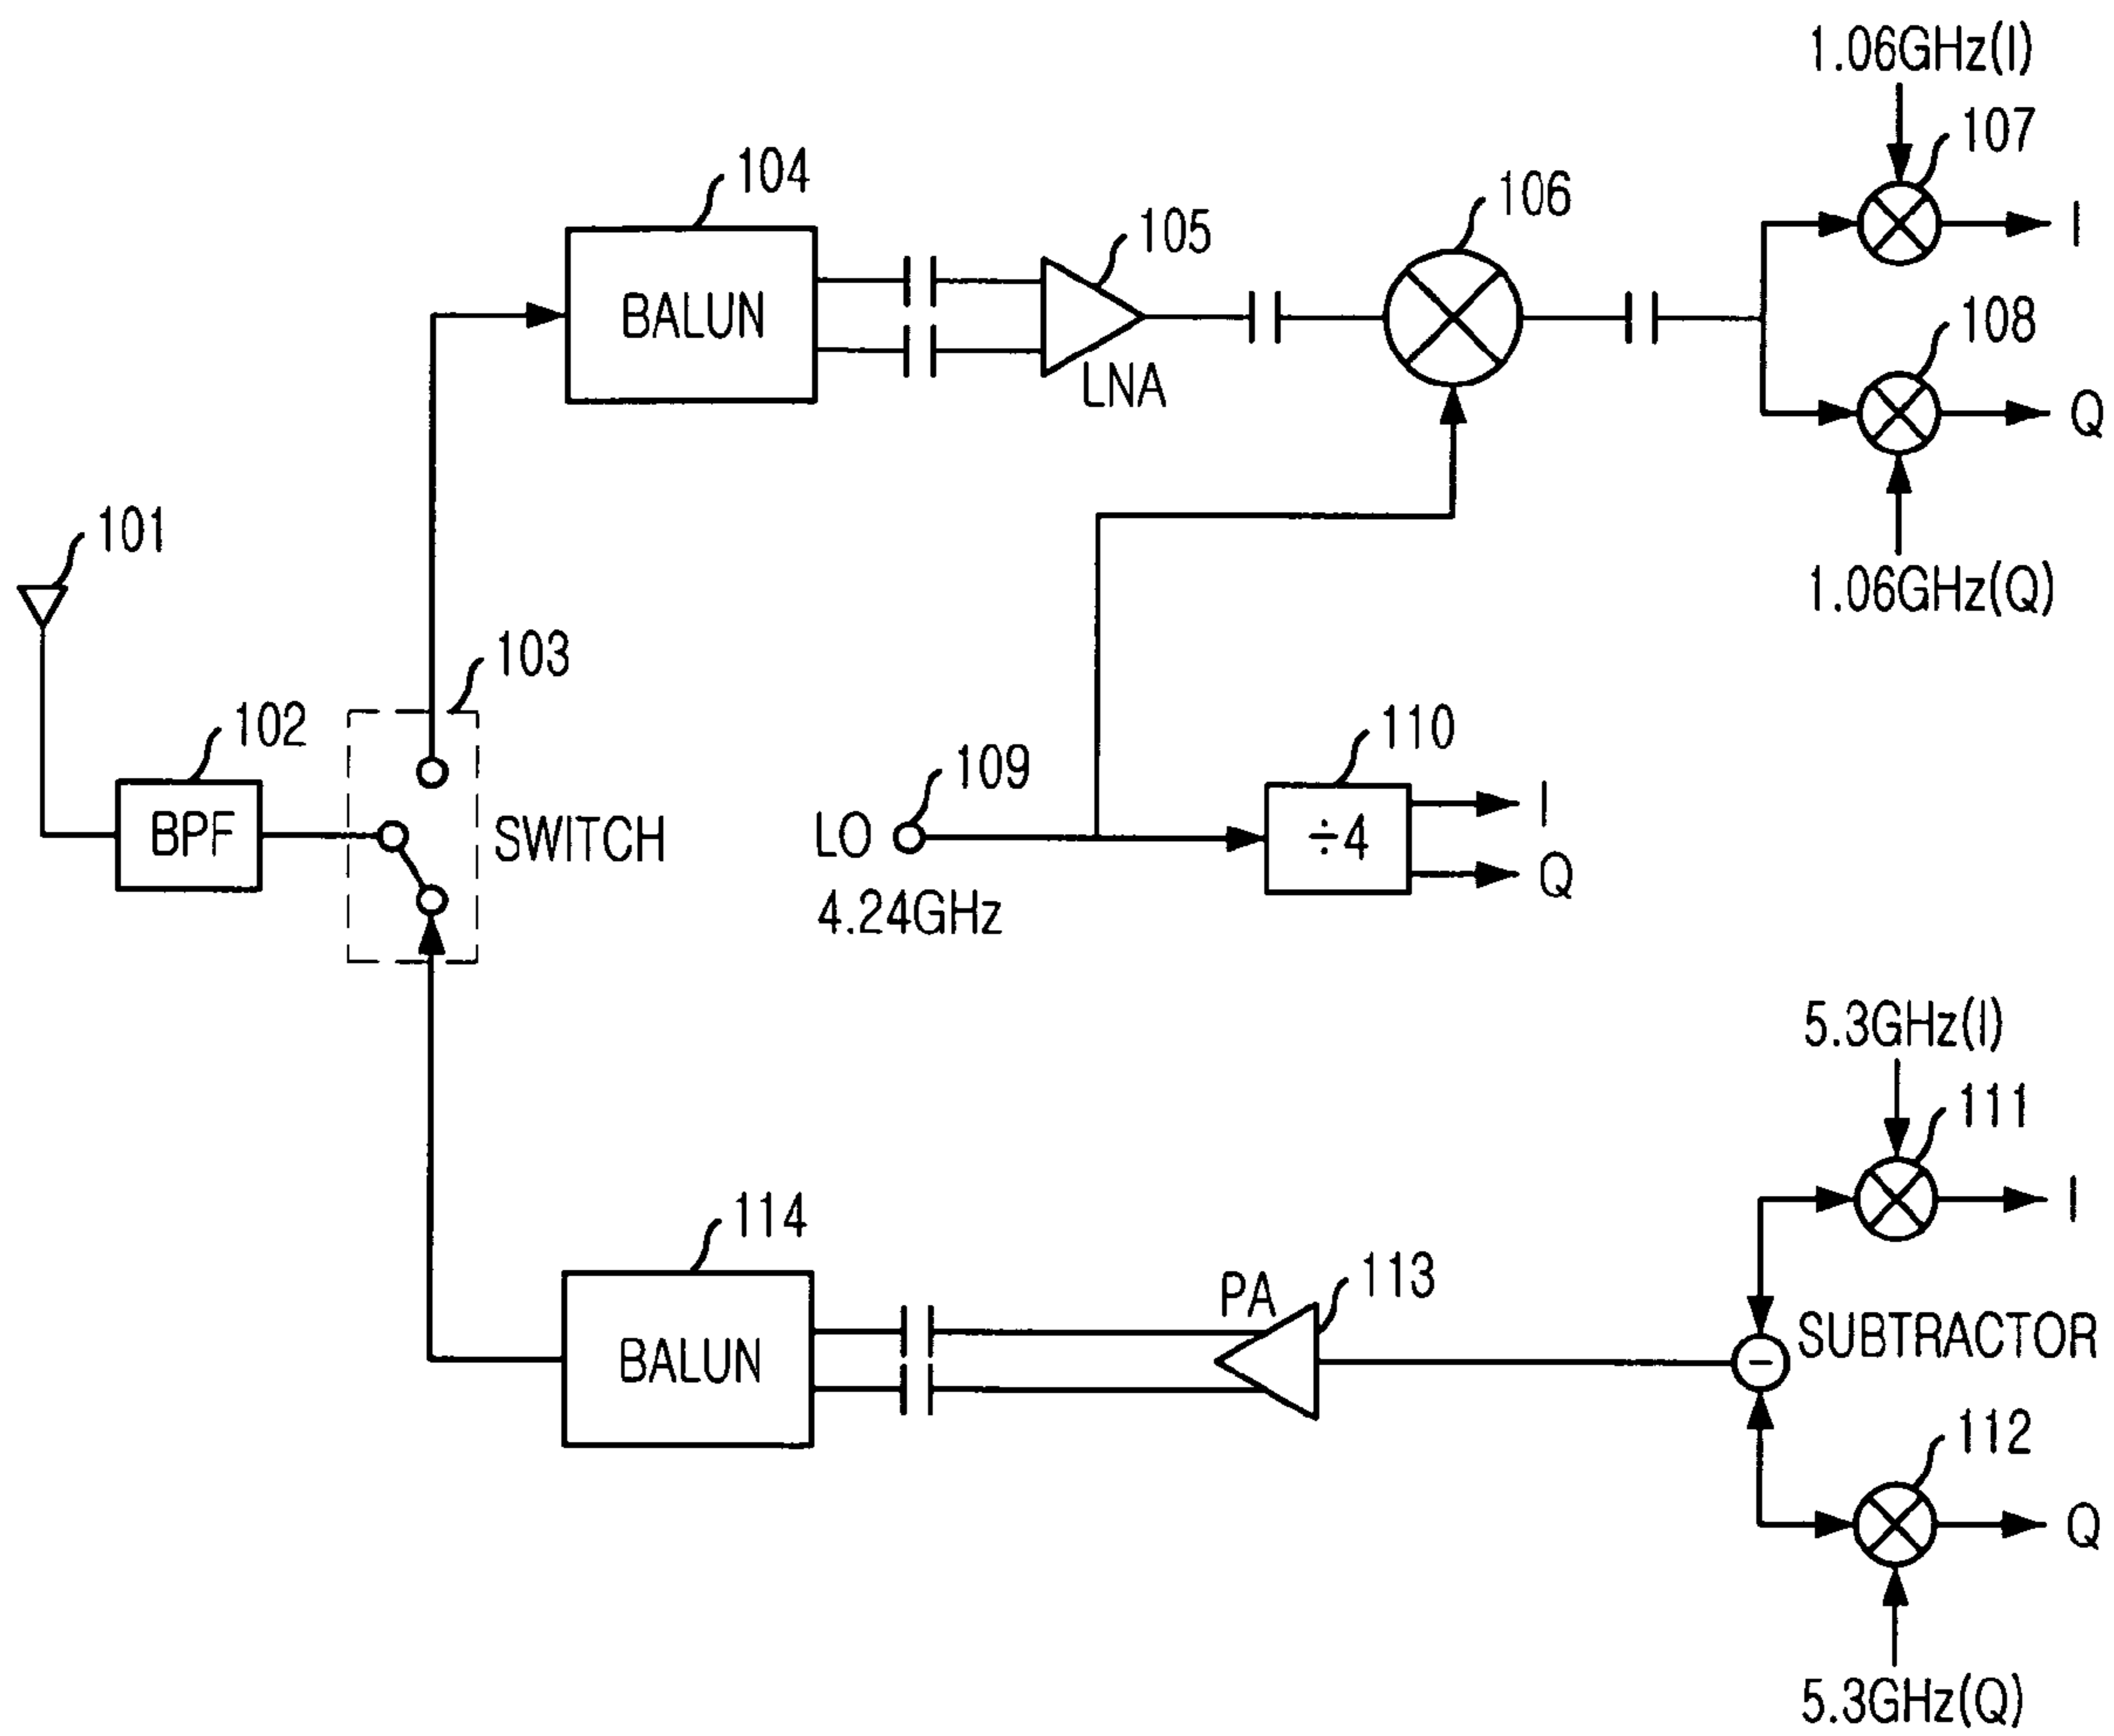 1.06GHz(I)
107
I
104
105
106
BALUN
LNA
108
Q
1.06GHz(Q)
101
103
102
BPF
SWITCH
109
LO
4.24GHz
110
÷4
I
Q
5.3GHz(I)
111
I
114
BALUN
PA
113
−
SUBTRACTOR
112
Q
5.3GHz(Q)